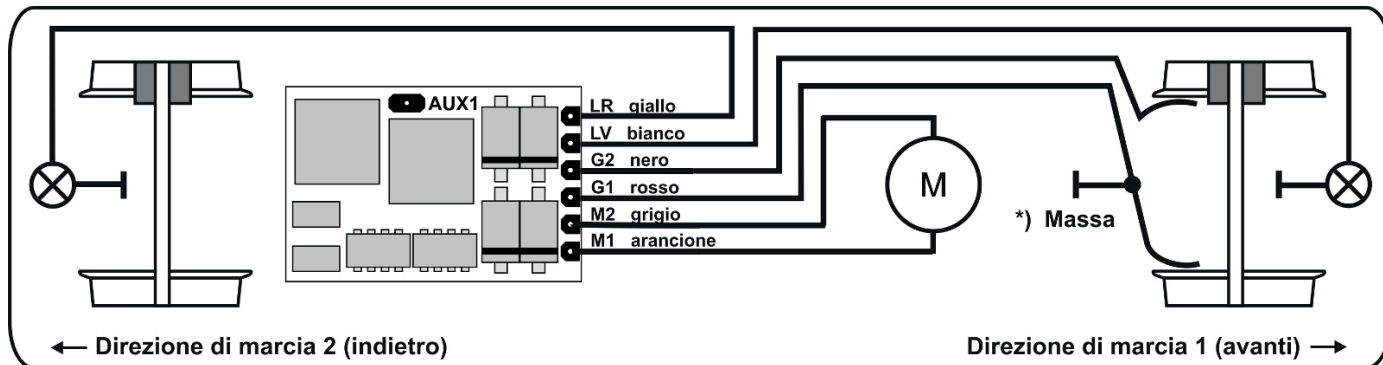 AUX1
LR giallo
LV bianco
G2 nero
G1 rosso
M2 grigio
M1 arancione
M
*) Massa
← Direzione di marcia 2 (indietro)
Direzione di marcia 1 (avanti) →